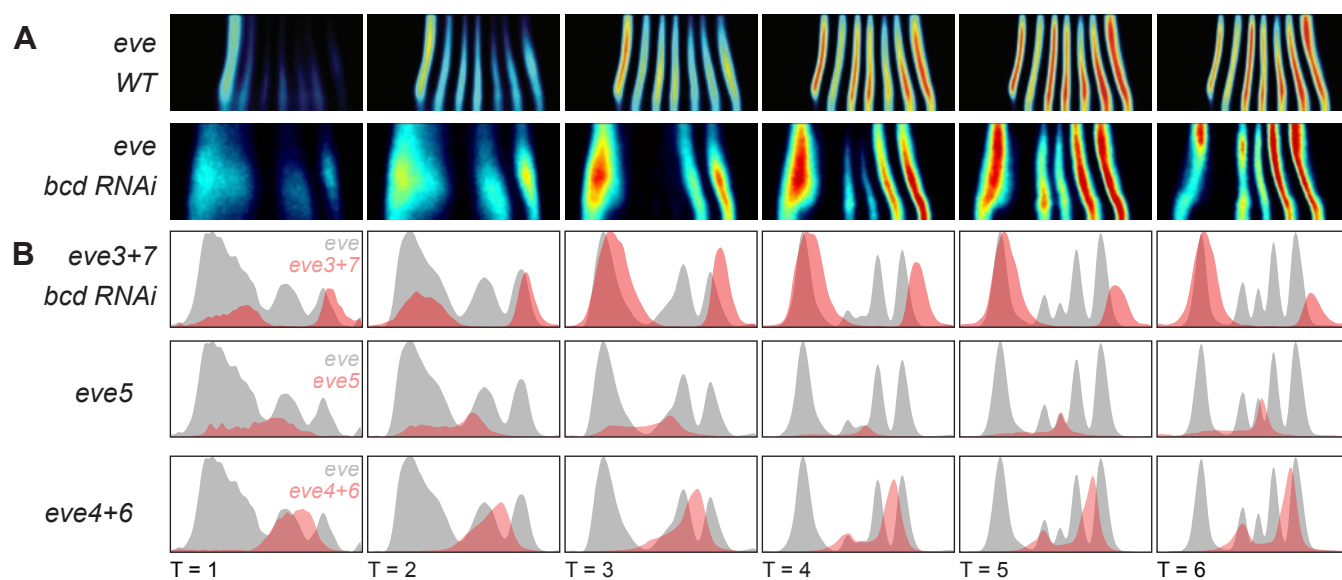 A
eve
WT
eve
bcd RNAi
B
eve3+7
bcd RNAi
eve
eve3+7
eve5
eve
eve5
eve4+6
eve
eve4+6
T = 1
T = 2
T = 3
T = 4
T = 5
T = 6